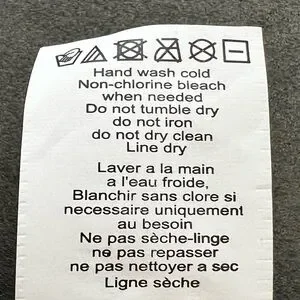 Hand wash cold
Non-chlorine bleach
when needed
Do not tumble dry
do not iron
do not dry clean
Line dry
Laver a la main
a l'eau froide,
Blanchir sans clore si
necessaire uniquement
au besoin
Ne pas sèche-linge
ne pas repasser
ne pas nettoyer a sec
Ligne sèche